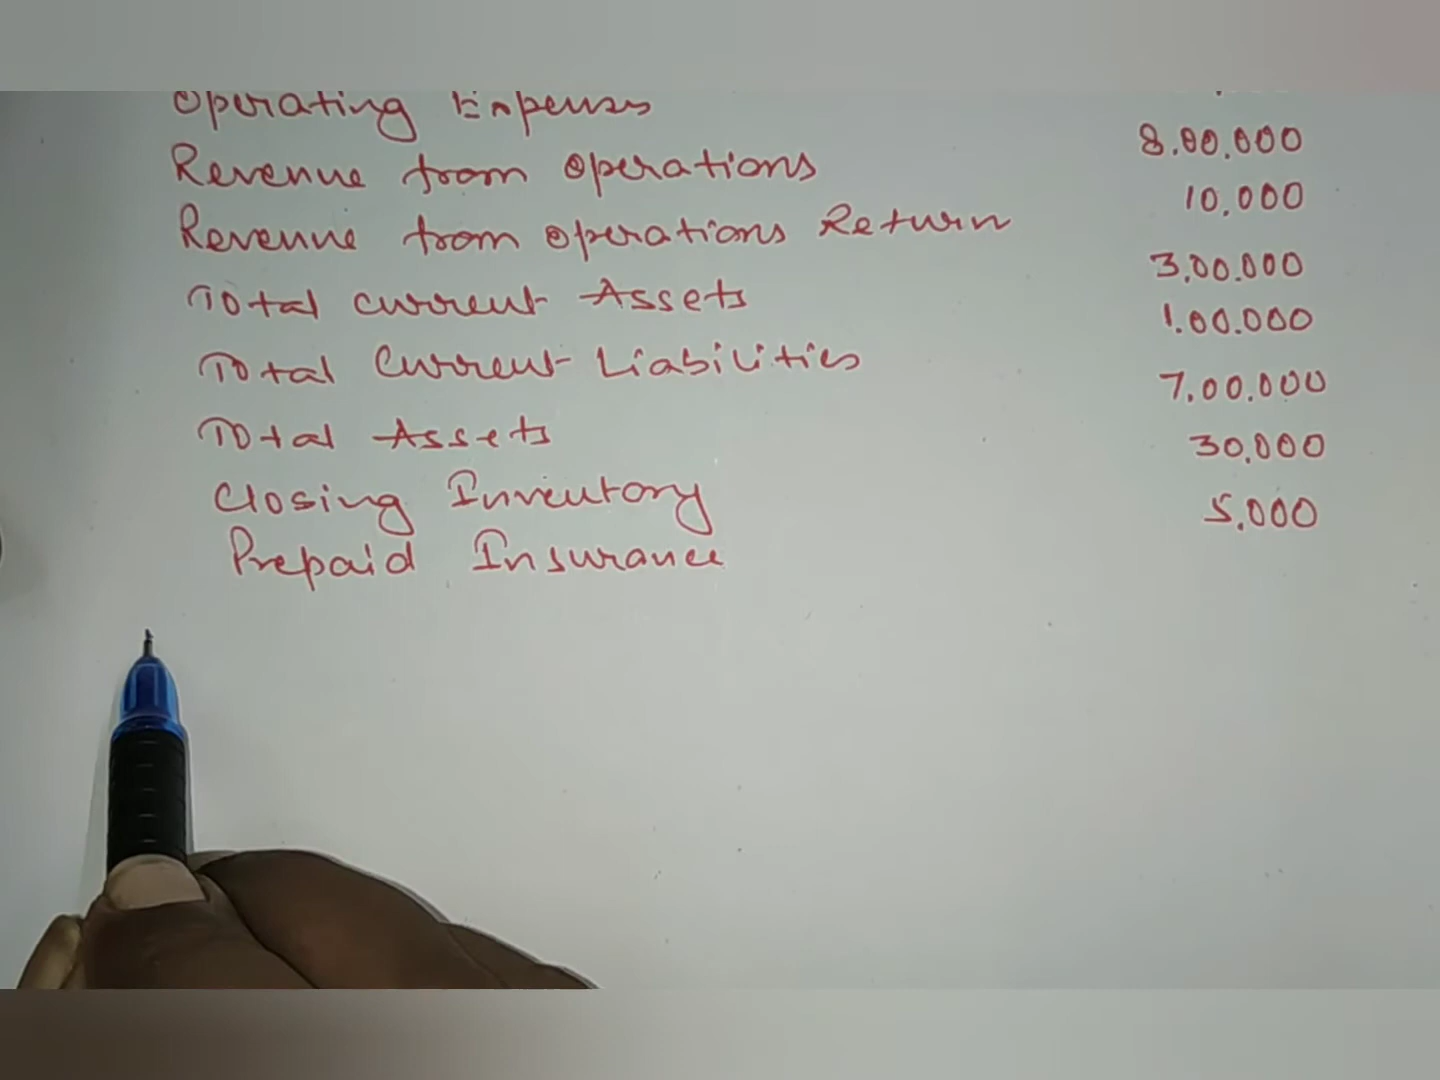 Operating Expenses
Revenue from operations 8.00.000
Revenue from operations Return 10,000
Total current Assets 3,00.000
Total Current Liabilities 1.00.000
Total Assets 7,00.000
Closing Inventory 30,000
Prepaid Insurance 5,000